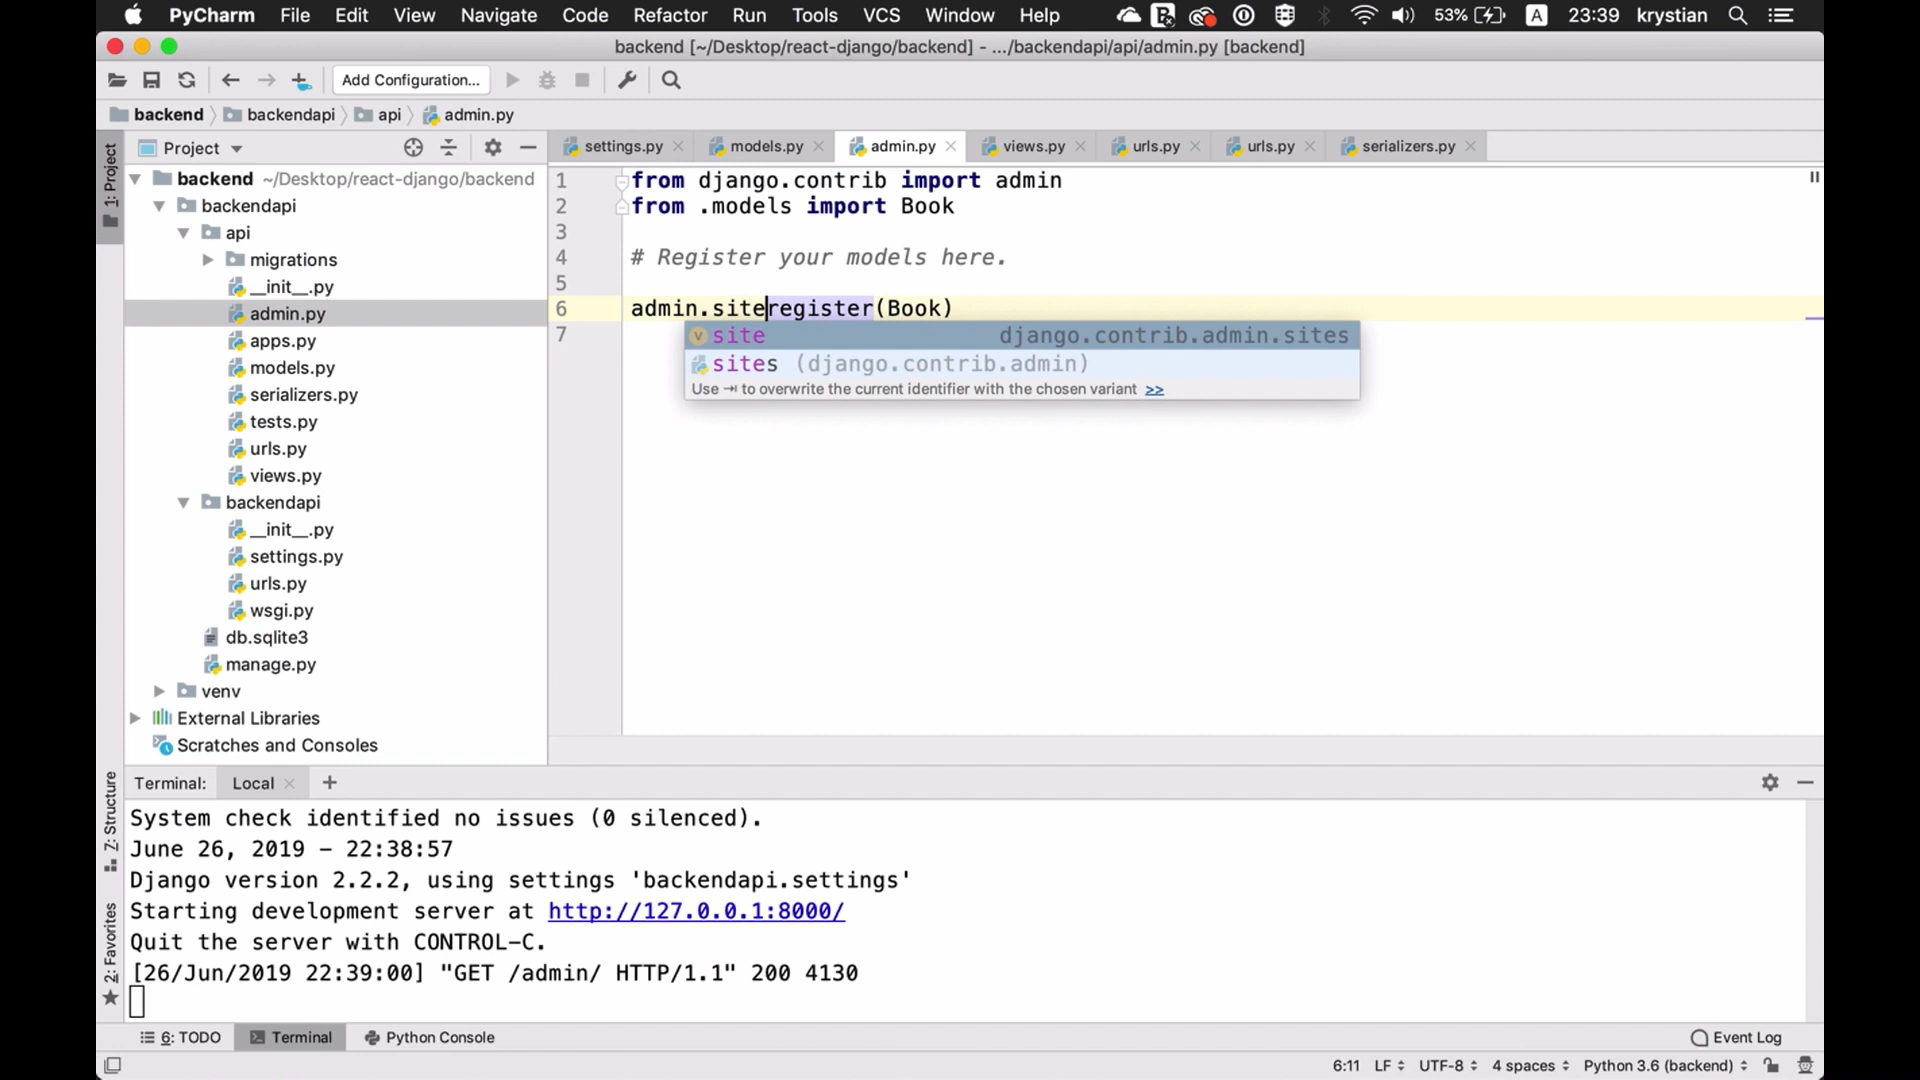 PyCharm File Edit View Navigate Code Refactor Run Tools VCS Window Help 53% A 23:39 krystian
backend [~/Desktop/react-django/backend] - .../backendapi/api/admin.py [backend]
Add Configuration...
backend backendapi api admin.py
1: Project
Project
settings.py models.py admin.py views.py urls.py urls.py serializers.py
backend ~/Desktop/react-django/backend
backendapi
api
migrations
__init__.py
admin.py
apps.py
models.py
serializers.py
tests.py
urls.py
views.py
backendapi
__init__.py
settings.py
urls.py
wsgi.py
db.sqlite3
manage.py
venv
External Libraries
Scratches and Consoles
1 from django.contrib import admin
2 from .models import Book
3
4 # Register your models here.
5
6 admin.siteregister(Book)
7
v site django.contrib.admin.sites
sites (django.contrib.admin)
Use ⇥ to overwrite the current identifier with the chosen variant >>
Z: Structure
2: Favorites
Terminal: Local +
System check identified no issues (0 silenced).
June 26, 2019 - 22:38:57
Django version 2.2.2, using settings 'backendapi.settings'
Starting development server at http://127.0.0.1:8000/
Quit the server with CONTROL-C.
[26/Jun/2019 22:39:00] "GET /admin/ HTTP/1.1" 200 4130
6: TODO Terminal Python Console Event Log
6:11 LF UTF-8 4 spaces Python 3.6 (backend)